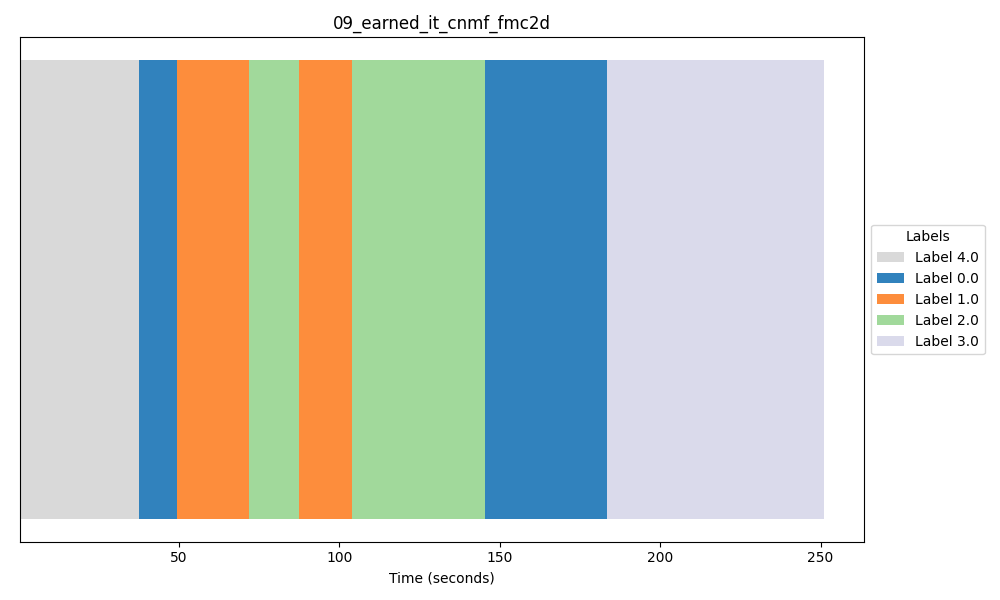 09_earned_it_cnmf_fmc2d
Labels
Label 4.0
Label 0.0
Label 1.0
Label 2.0
Label 3.0
50
100
150
200
250
Time (seconds)